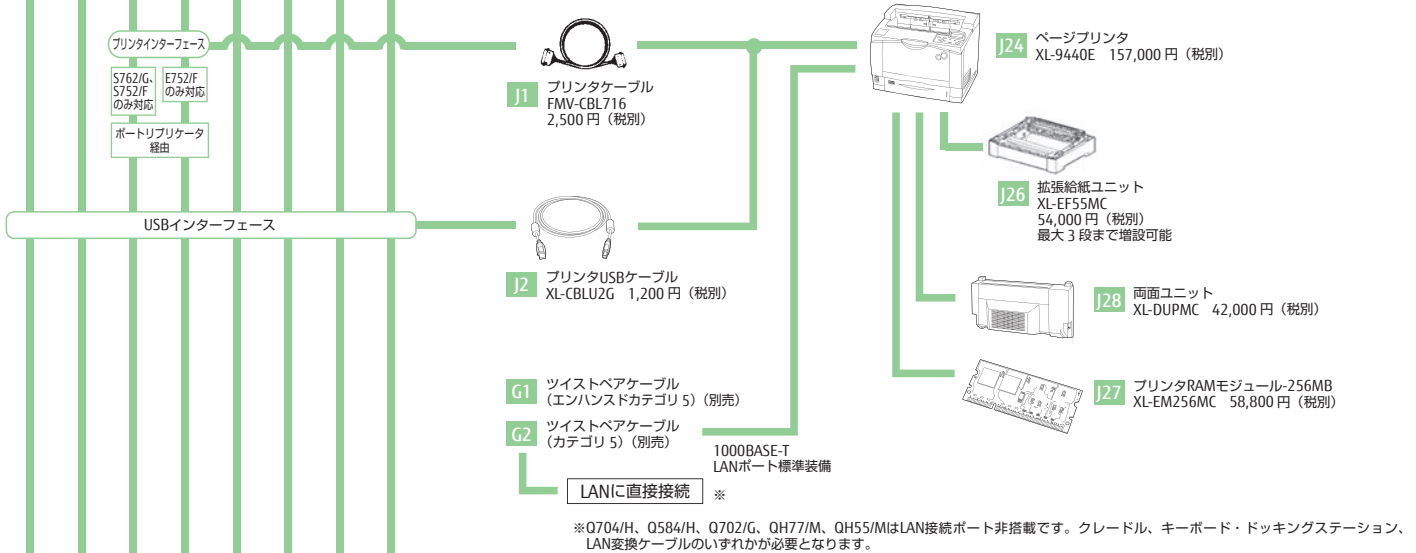 プリンタインターフェース
S762/G、
S752/F
のみ対応
E752/F
のみ対応
ポートリプリケータ
経由
J1 プリンタケーブル
FMV-CBL716
2,500 円（税別）
J24 ページプリンタ
XL-9440E 157,000 円（税別）
J26 拡張給紙ユニット
XL-EF55MC
54,000 円（税別）
最大 3 段まで増設可能
USBインターフェース
J2 プリンタUSBケーブル
XL-CBLU2G 1,200 円（税別）
J28 両面ユニット
XL-DUPMC 42,000 円（税別）
J27 プリンタRAMモジュール-256MB
XL-EM256MC 58,800 円（税別）
G1 ツイストペアケーブル
（エンハンスドカテゴリ 5）（別売）
G2 ツイストペアケーブル
（カテゴリ 5）（別売）
1000BASE-T
LANポート標準装備
LANに直接接続 ※
※Q704/H、Q584/H、Q702/G、QH77/M、QH55/MはLAN接続ポート非搭載です。クレードル、キーボード・ドッキングステーション、
LAN変換ケーブルのいずれかが必要となります。